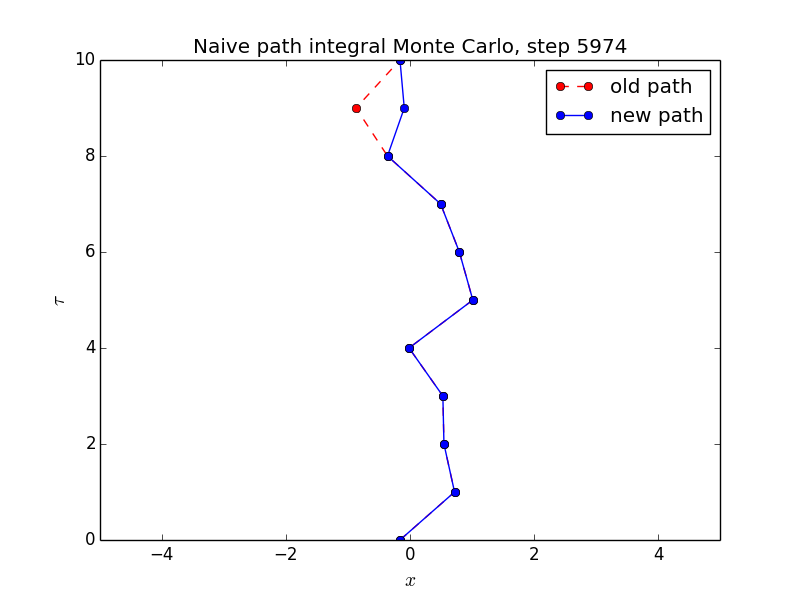 Naive path integral Monte Carlo, step 5974
old path
new path
10
8
6
4
2
0
τ
−4 −2 0 2 4
x